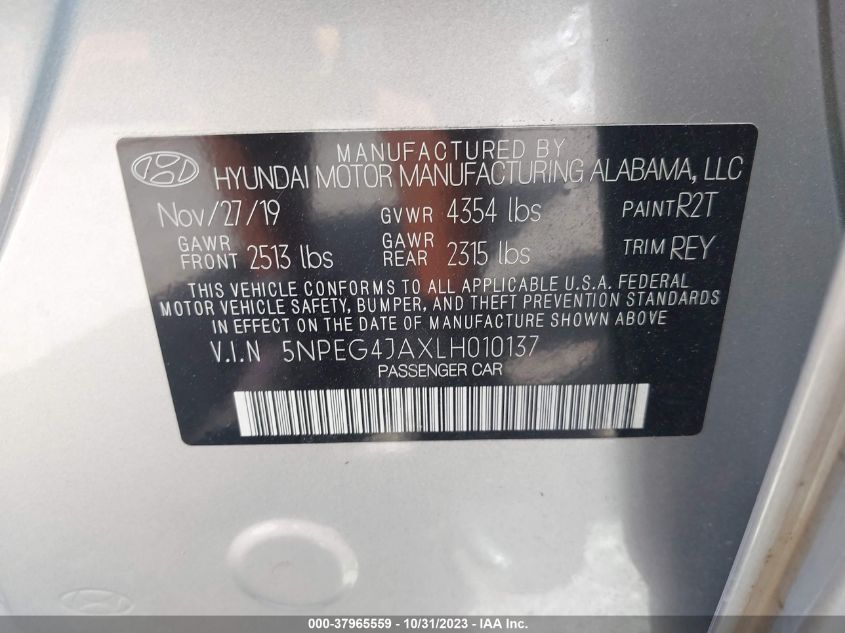 MANUFACTURED BY
HYUNDAI MOTOR MANUFACTURING ALABAMA, LLC
Nov/27/19 GVWR 4354 lbs PAINT R2T
GAWR FRONT 2513 lbs GAWR REAR 2315 lbs TRIM REY
THIS VEHICLE CONFORMS TO ALL APPLICABLE U.S.A. FEDERAL
MOTOR VEHICLE SAFETY, BUMPER, AND THEFT PREVENTION STANDARDS
IN EFFECT ON THE DATE OF MANUFACTURE SHOWN ABOVE.
V.I.N 5NPEG4JAXLH010137
PASSENGER CAR
000-37965559 - 10/31/2023 - IAA Inc.